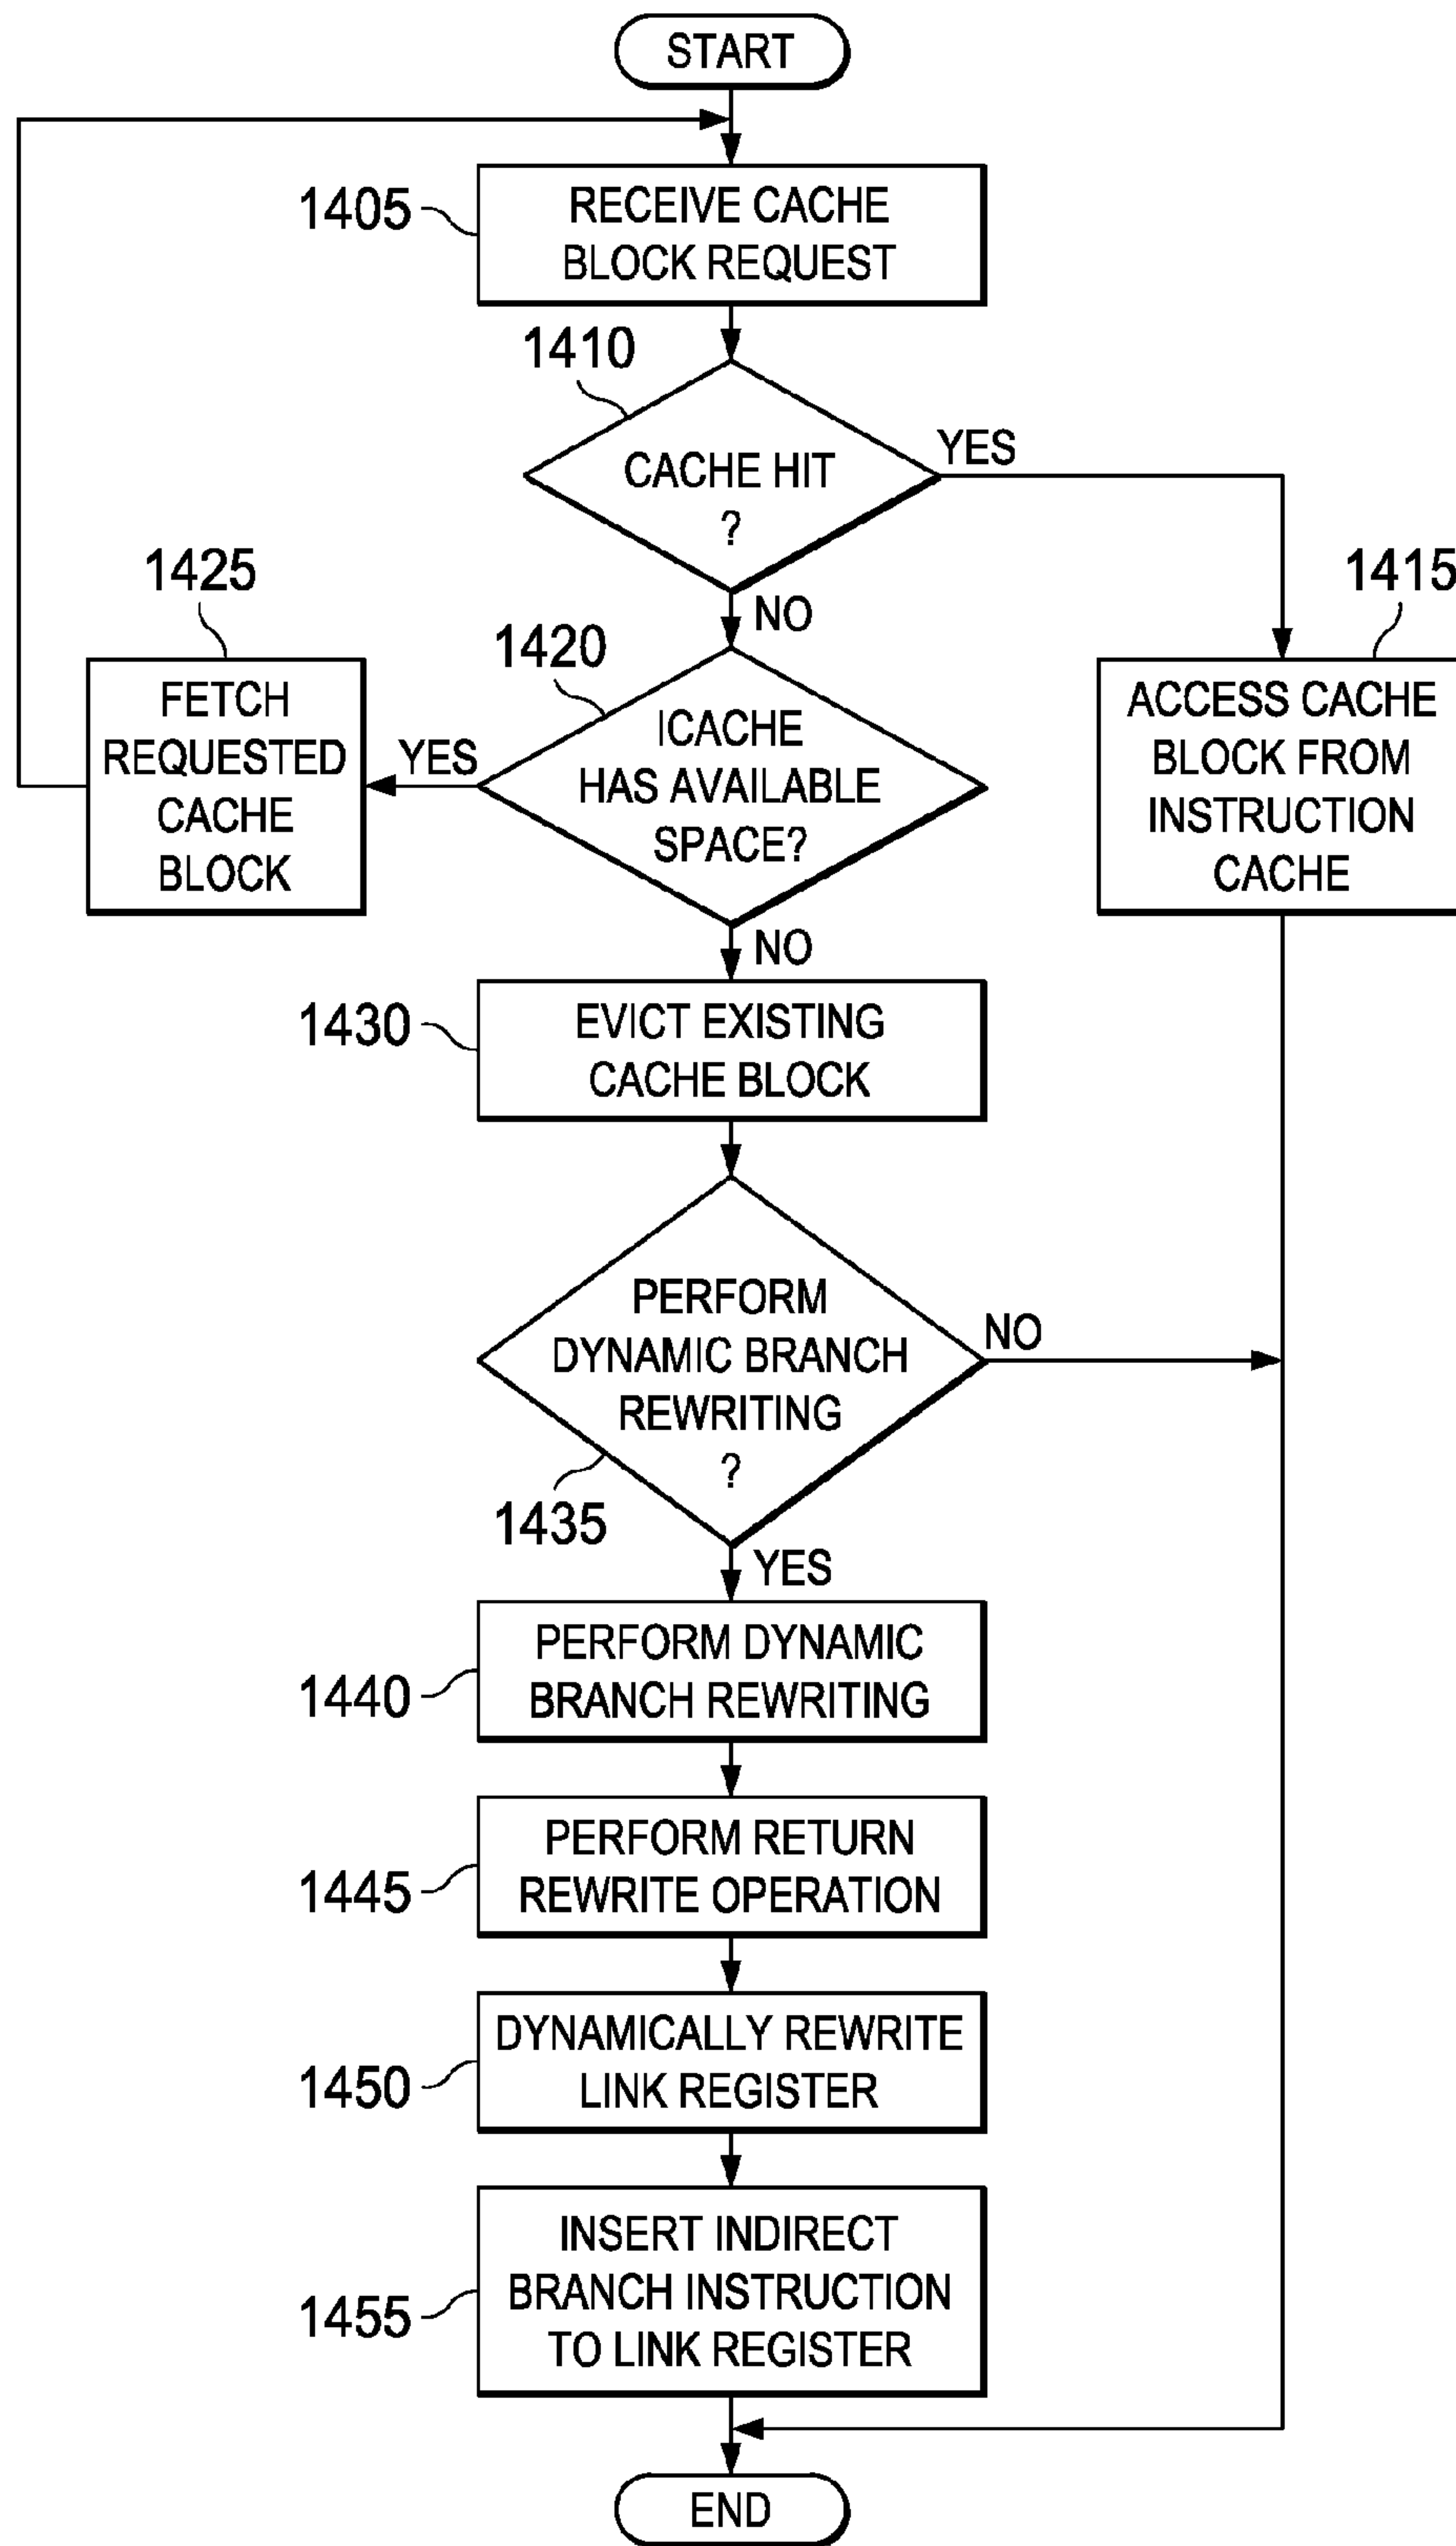 START
1405
RECEIVE CACHE
BLOCK REQUEST
1410
CACHE HIT
?
YES
NO
1415
ACCESS CACHE
BLOCK FROM
INSTRUCTION
CACHE
1420
ICACHE
HAS AVAILABLE
SPACE?
YES
NO
1425
FETCH
REQUESTED
CACHE
BLOCK
1430
EVICT EXISTING
CACHE BLOCK
PERFORM
DYNAMIC BRANCH
REWRITING
?
NO
1435
YES
1440
PERFORM DYNAMIC
BRANCH REWRITING
1445
PERFORM RETURN
REWRITE OPERATION
1450
DYNAMICALLY REWRITE
LINK REGISTER
1455
INSERT INDIRECT
BRANCH INSTRUCTION
TO LINK REGISTER
END